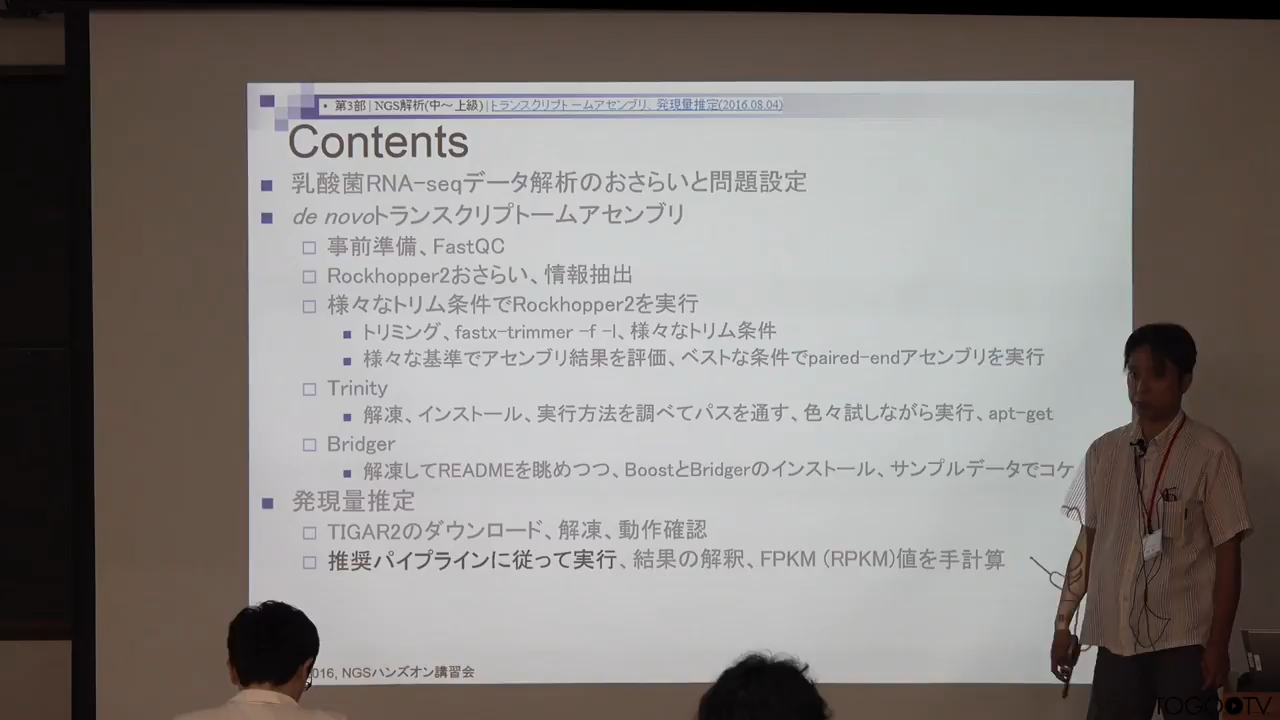 • 第3部 | NGS解析(中～上級) | トランスクリプトームアセンブリ、発現量推定(2016.08.04)
Contents
乳酸菌RNA-seqデータ解析のおさらいと問題設定
de novoトランスクリプトームアセンブリ
事前準備、FastQC
Rockhopper2おさらい、情報抽出
様々なトリム条件でRockhopper2を実行
トリミング、fastx-trimmer -f -l、様々なトリム条件
様々な基準でアセンブリ結果を評価、ベストな条件でpaired-endアセンブリを実行
Trinity
解凍、インストール、実行方法を調べてパスを通す、色々試しながら実行、apt-get
Bridger
解凍してREADMEを眺めつつ、BoostとBridgerのインストール、サンプルデータでコケ
発現量推定
TIGAR2のダウンロード、解凍、動作確認
推奨パイプラインに従って実行、結果の解釈、FPKM (RPKM)値を手計算
016, NGSハンズオン講習会
TOGOTV